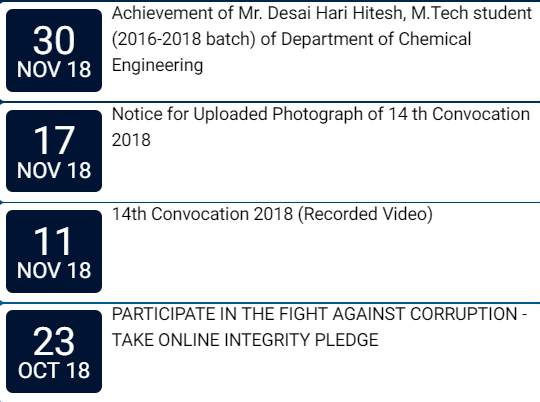 30
NOV 18
Achievement of Mr. Desai Hari Hitesh, M.Tech student
(2016-2018 batch) of Department of Chemical
Engineering
17
NOV 18
Notice for Uploaded Photograph of 14 th Convocation
2018
11
NOV 18
14th Convocation 2018 (Recorded Video)
23
OCT 18
PARTICIPATE IN THE FIGHT AGAINST CORRUPTION -
TAKE ONLINE INTEGRITY PLEDGE